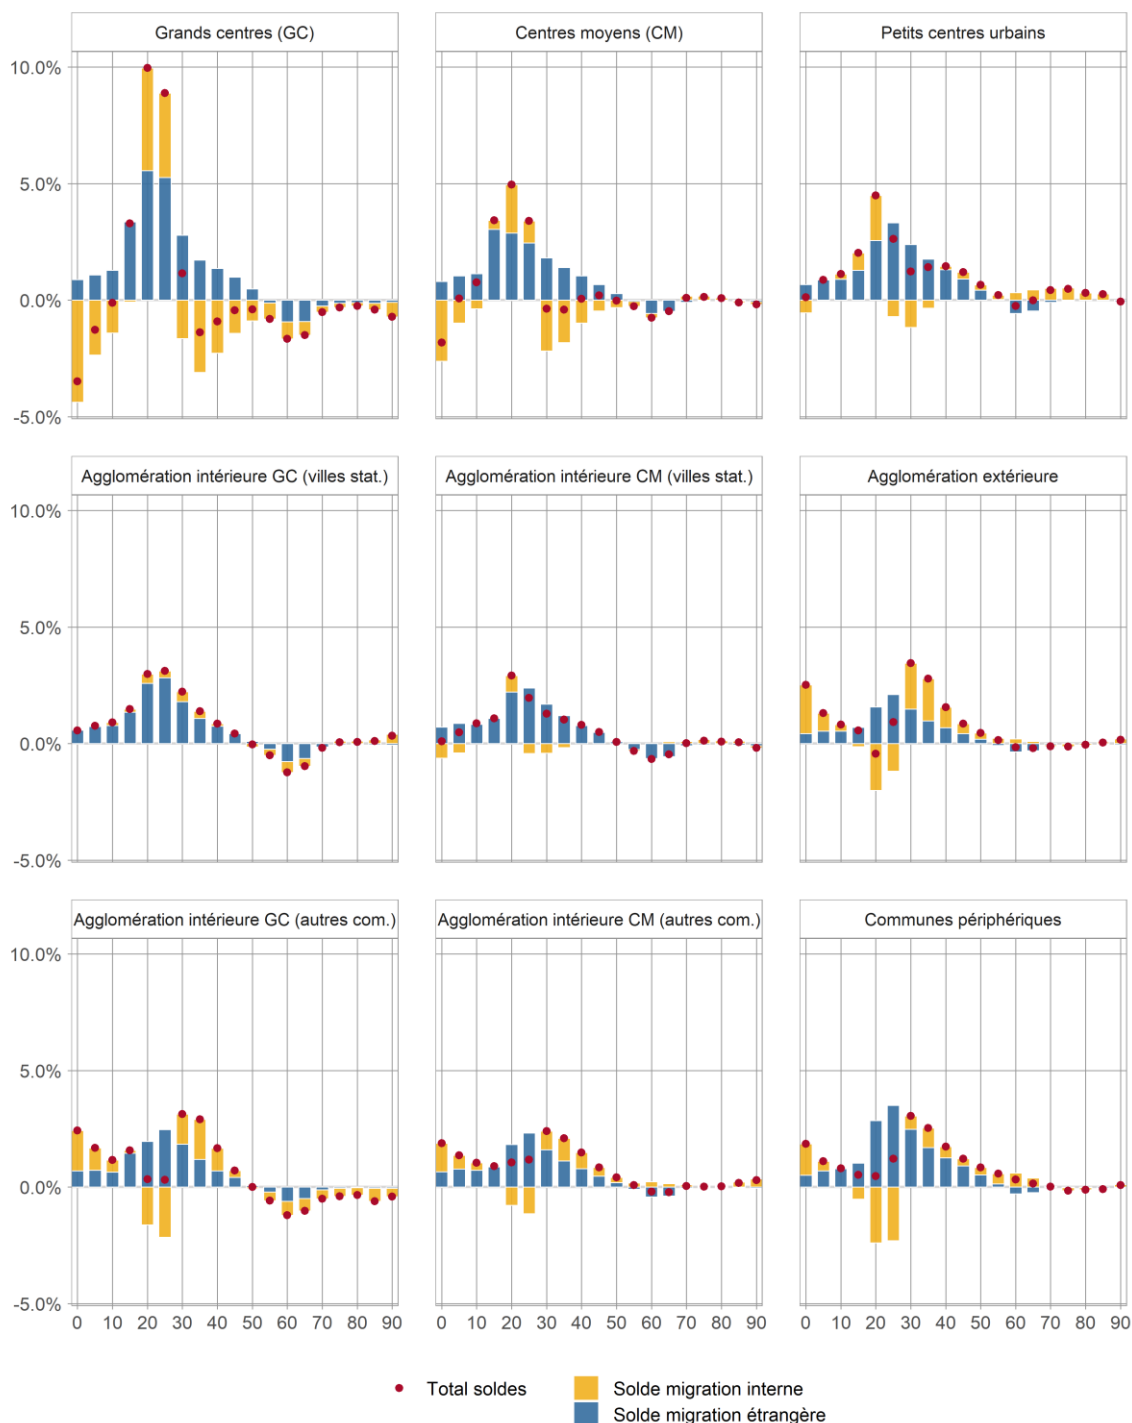 Grands centres (GC)
Centres moyens (CM)
Petits centres urbains
10.0%
5.0%
0.0%
-5.0%
Agglomération intérieure GC (villes stat.)
Agglomération intérieure CM (villes stat.)
Agglomération extérieure
10.0%
5.0%
0.0%
-5.0%
Agglomération intérieure GC (autres com.)
Agglomération intérieure CM (autres com.)
Communes périphériques
10.0%
5.0%
0.0%
-5.0%
0 10 20 30 40 50 60 70 80 90
0 10 20 30 40 50 60 70 80 90
0 10 20 30 40 50 60 70 80 90
Total soldes
Solde migration interne
Solde migration étrangère